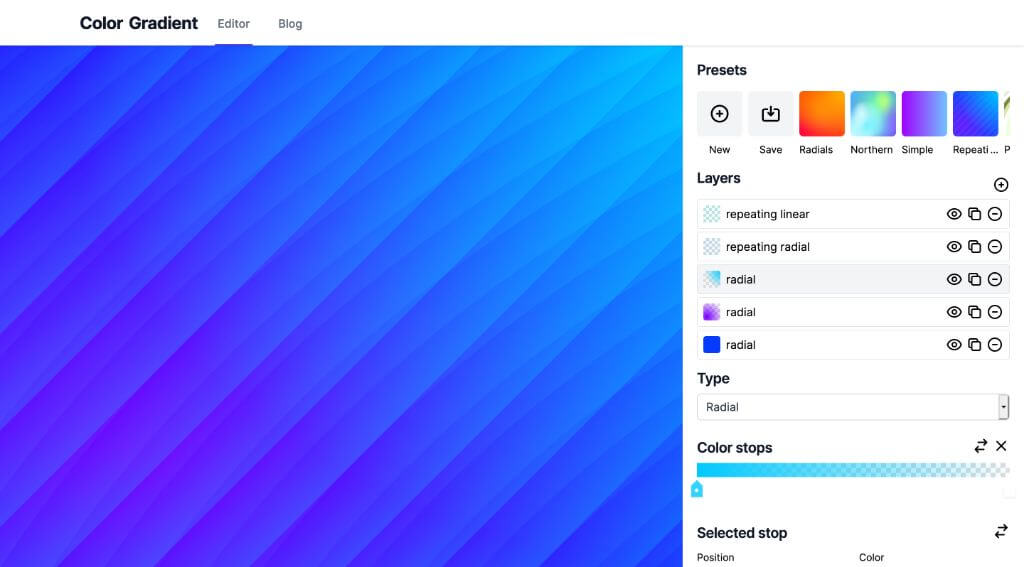 Color Gradient Editor Blog
Presets
New Save Radials Northern Simple Repeati... P
Layers
repeating linear
repeating radial
radial
radial
radial
Type
Radial
Color stops
Selected stop
Position Color